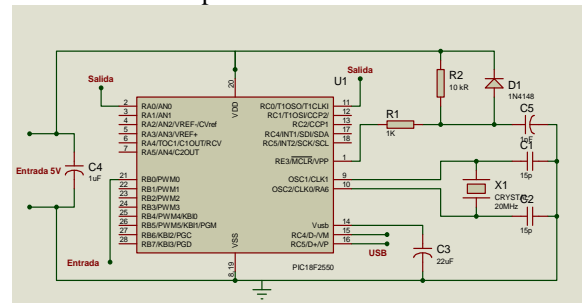 U1
Salida
2 RA0/AN0
3 RA1/AN1
4 RA2/AN2/VREF-/CVref
5 RA3/AN3/VREF+
6 RA4/TOC1/C1OUT/RCV
7 RA5/AN4/C2OUT
21 RB0/PWM0
22 RB1/PWM1
23 RB2/PWM2
24 RB3/PWM3
25 RB4/PWM4/KBI0
26 RB5/PWM5/KBI1/PGM
27 RB6/KBI2/PGC
28 RB7/KBI3/PGD
Entrada
20
VDD
VSS
8,19
Salida
RC0/T1OSO/T1CLKI 11
RC1/T1OSI/CCP2/ 12
RC2/CCP1 13
RC4/INT1/SDI/SDA 17
RC5/INT2/SCK/SCL 18
RE3/MCLR/VPP 1
OSC1/CLK1 9
OSC2/CLK0/RA6 10
Vusb 14
RC4/D-/VM 15
RC5/D+/VP 16
USB
PIC18F2550
Entrada 5V
C4
1uF
R1
1K
R2
10 kR
D1
1N4148
C5
C1
15p
X1
CRYSTAL
20MHz
C2
15p
C3
22uF